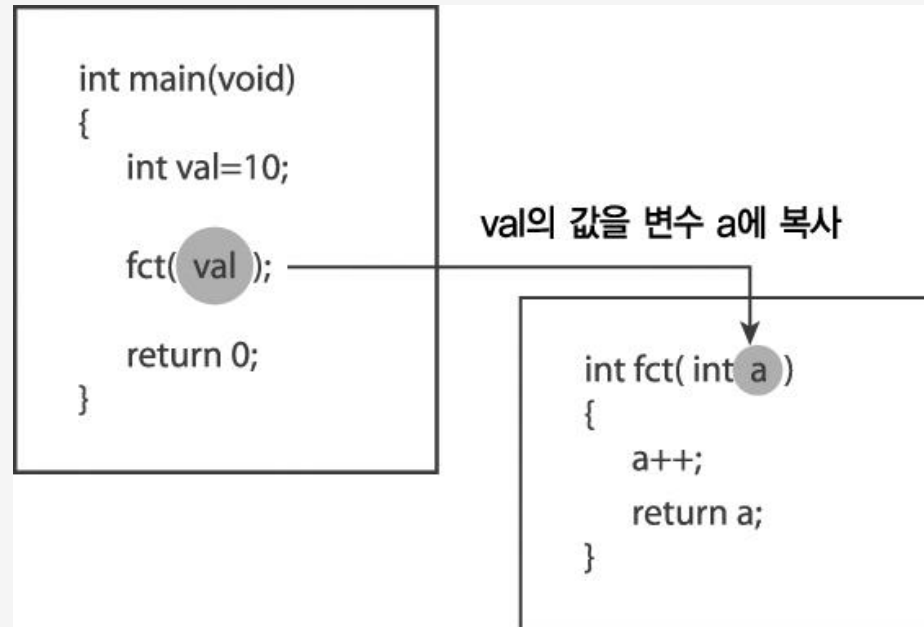 int main(void)
{
int val=10;
fct( val );
return 0;
}
val의 값을 변수 a에 복사
int fct( int a )
{
a++;
return a;
}